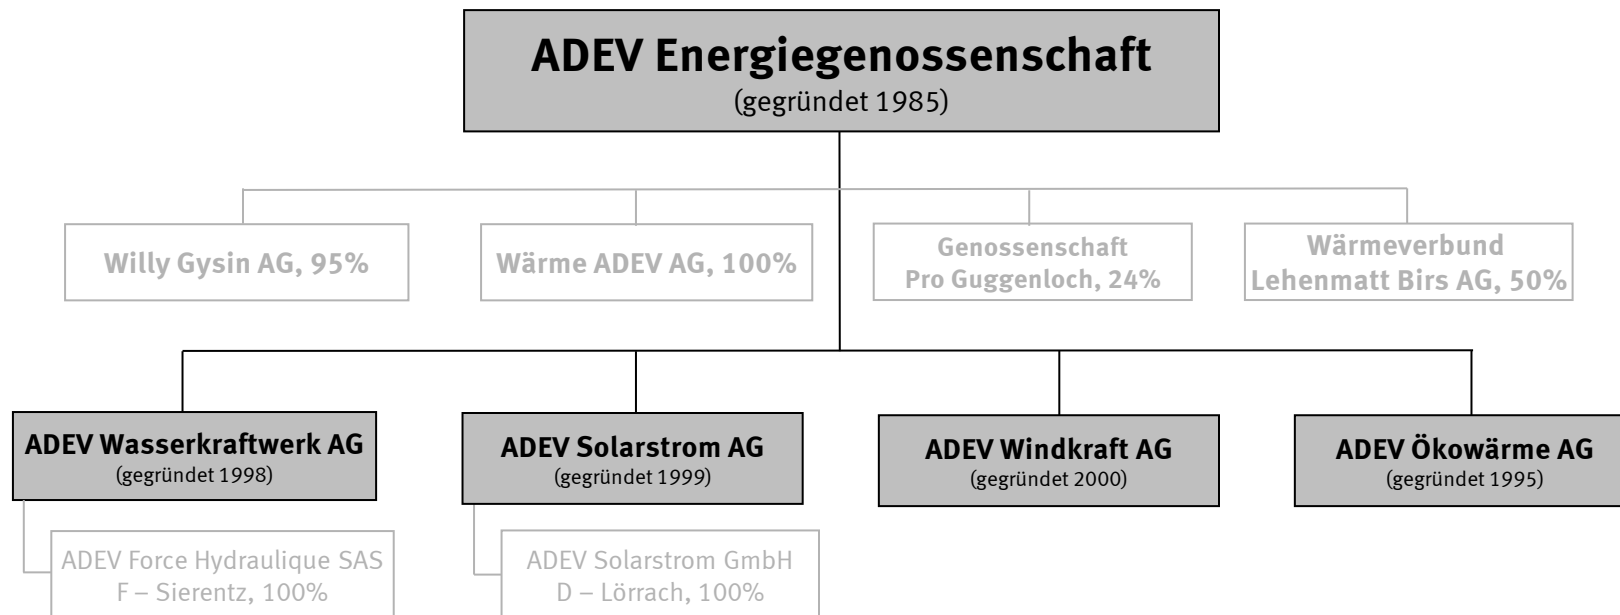 ADEV Energiegenossenschaft
(gegründet 1985)
Willy Gysin AG, 95%
Wärme ADEV AG, 100%
Genossenschaft
Pro Guggenloch, 24%
Wärmeverbund
Lehenmatt Birs AG, 50%
ADEV Wasserkraftwerk AG
(gegründet 1998)
ADEV Solarstrom AG
(gegründet 1999)
ADEV Windkraft AG
(gegründet 2000)
ADEV Ökowärme AG
(gegründet 1995)
ADEV Force Hydraulique SAS
F – Sierentz, 100%
ADEV Solarstrom GmbH
D – Lörrach, 100%